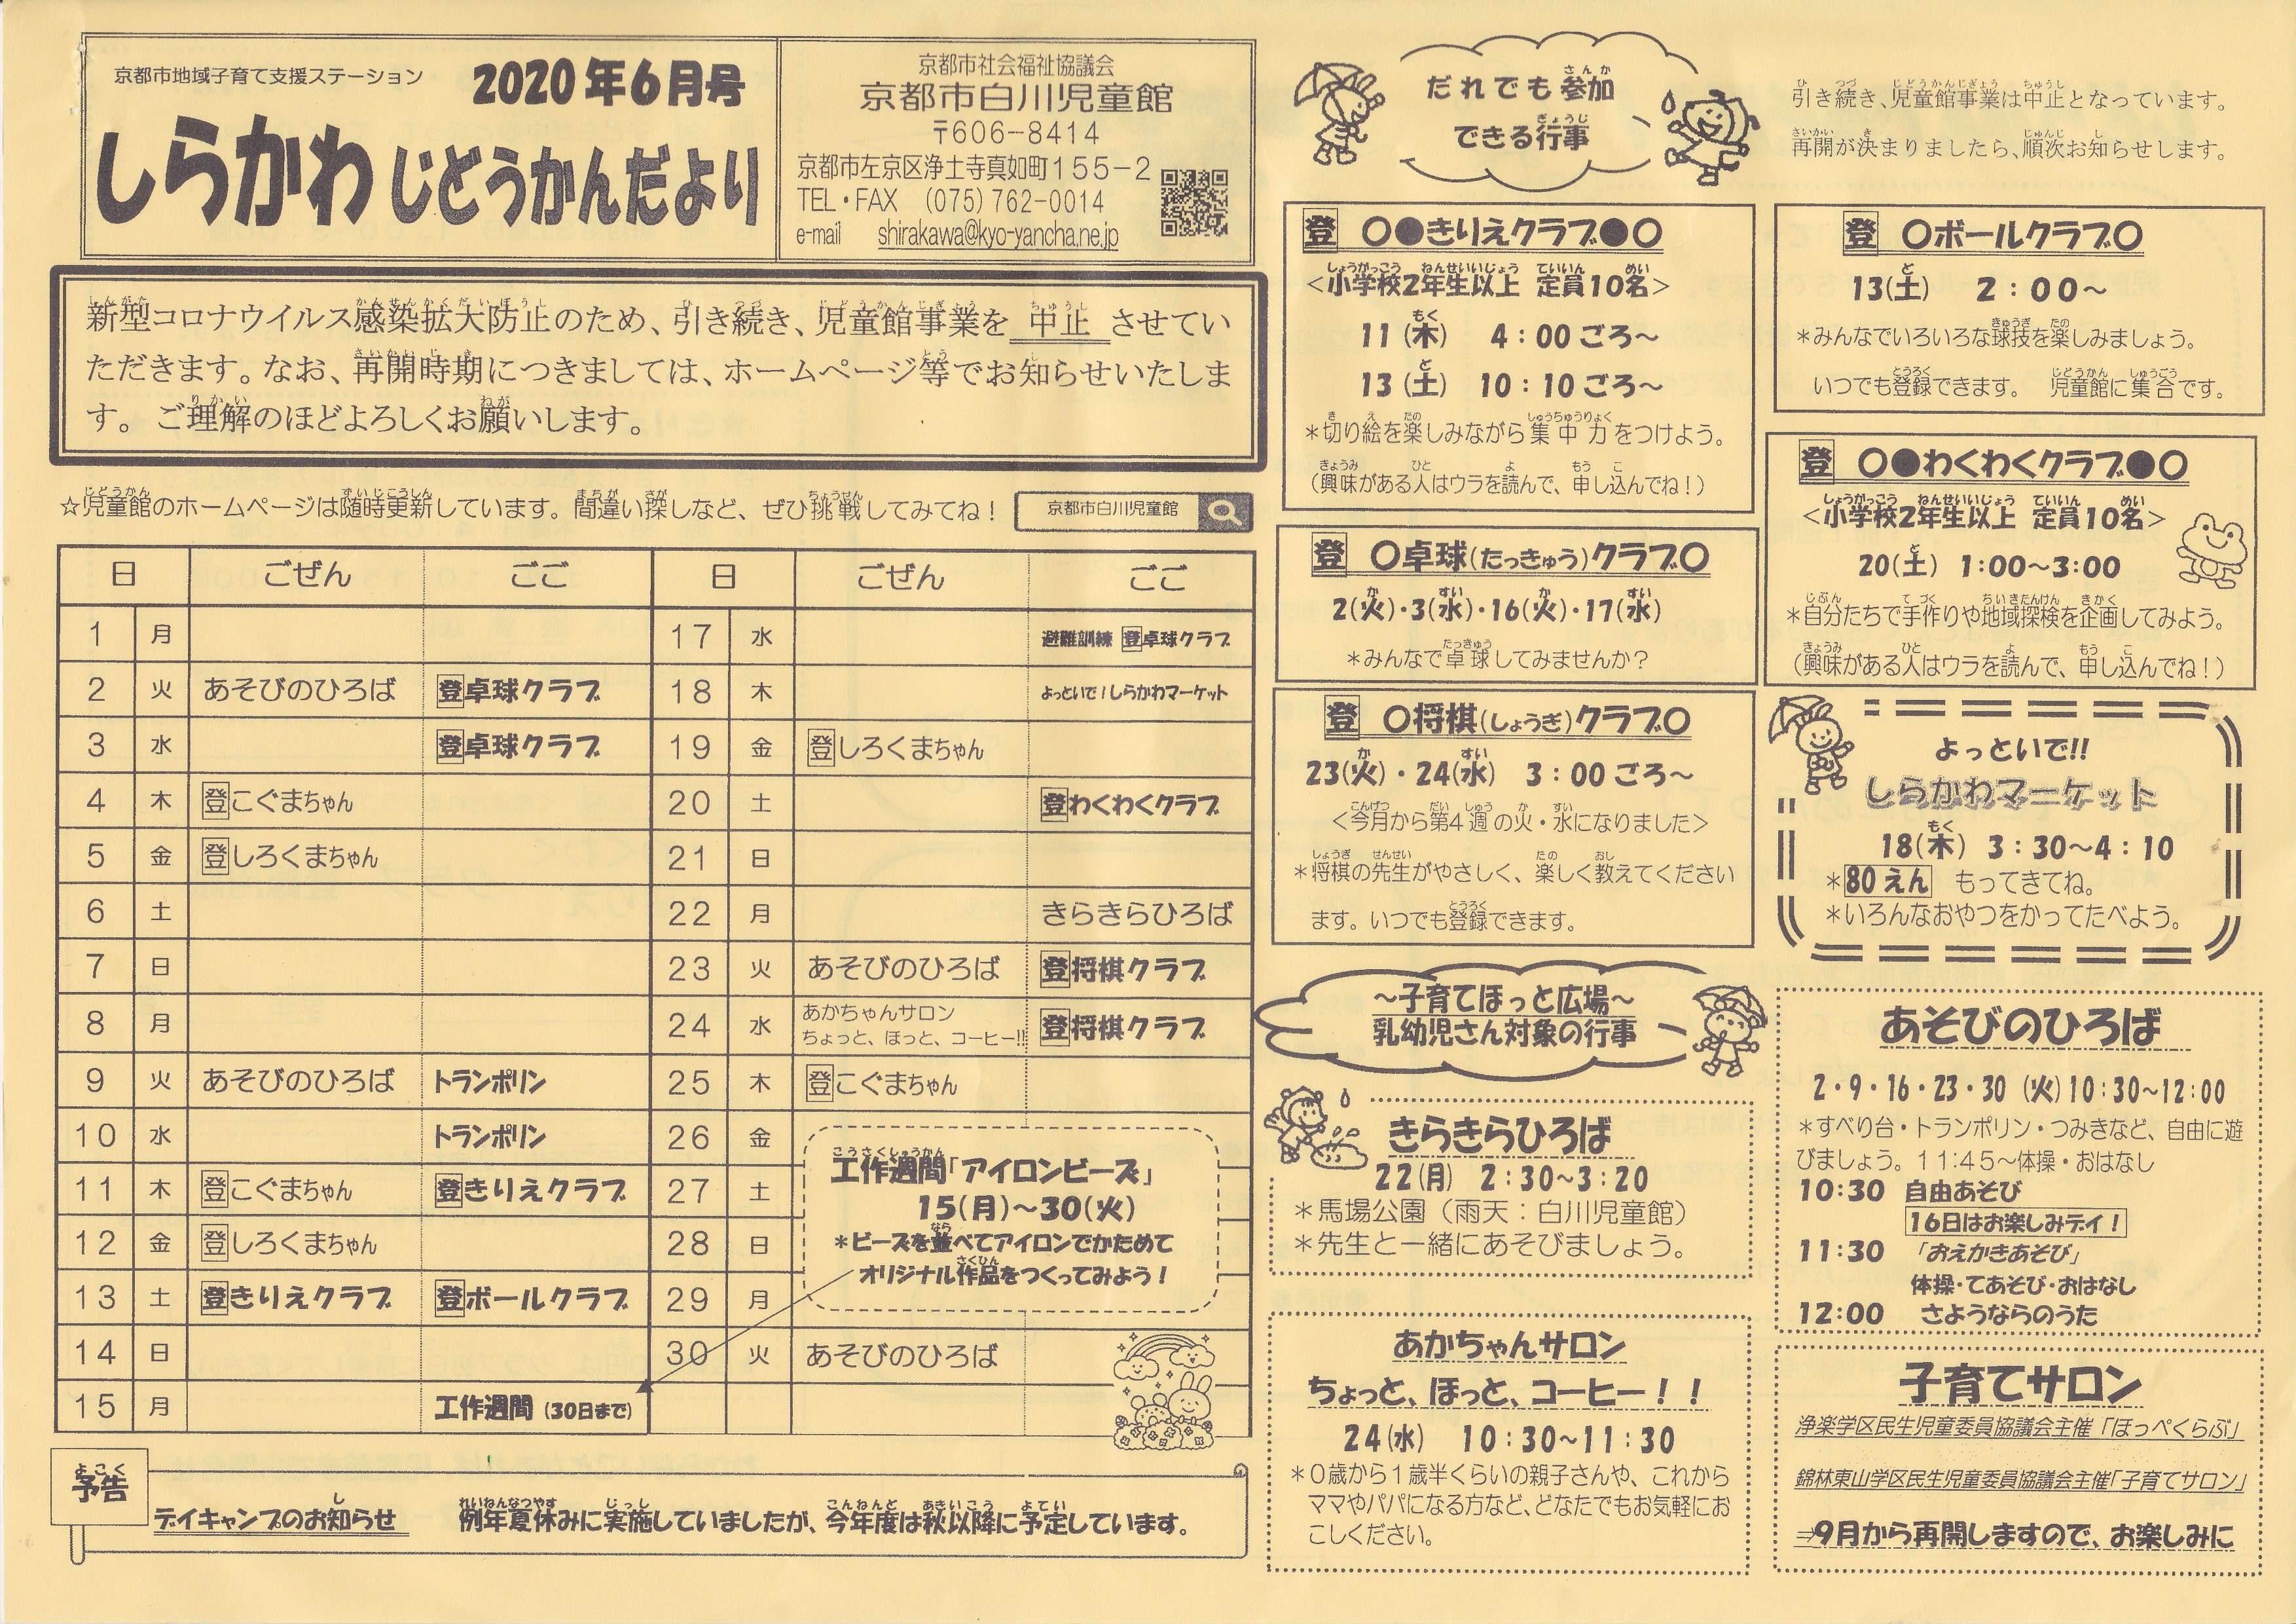 京都市地域子育て支援ステーション
2020年6月号
しらかわ じどうかんだより
京都市社会福祉協議会
京都市白川児童館
〒606-8414
京都市左京区浄土寺真如町155-2
TEL・FAX (075)762-0014
e-mail shirakawa@kyo-yancha.ne.jp
新型コロナウイルス感染拡大防止のため、引き続き、児童館事業を 中止 させてい
ただきます。なお、再開時期につきましては、ホームページ等でお知らせいたしま
す。ご理解のほどよろしくお願いします。
☆児童館のホームページは随時更新しています。間違い探しなど、ぜひ挑戦してみてね！
京都市白川児童館
日 ごぜん ごご
1 月
2 火 あそびのひろば 登卓球クラブ
3 水 登卓球クラブ
4 木 登こぐまちゃん
5 金 登しろくまちゃん
6 土
7 日
8 月
9 火 あそびのひろば トランポリン
10 水 トランポリン
11 木 登こぐまちゃん 登きりえクラブ
12 金 登しろくまちゃん
13 土 登きりえクラブ 登ボールクラブ
14 日
15 月 工作週間（30日まで）
日 ごぜん ごご
17 水 避難訓練 登卓球クラブ
18 木 よっといで！しらかわマーケット
19 金 登しろくまちゃん
20 土 登わくわくクラブ
21 日
22 月 きらきらひろば
23 火 あそびのひろば 登将棋クラブ
24 水 あかちゃんサロン
ちょっと、ほっと、コーヒー!! 登将棋クラブ
25 木 登こぐまちゃん
26 金
27 土
28 日
29 月
30 火 あそびのひろば
工作週間「アイロンビーズ」
15(月)～30(火)
＊ビーズを並べてアイロンでかためて
オリジナル作品をつくってみよう！
予告
デイキャンプのお知らせ 例年夏休みに実施していましたが、今年度は秋以降に予定しています。
だれでも参加
できる行事
引き続き、児童館事業は中止となっています。
再開が決まりましたら、順次お知らせします。
登 ○●きりえクラブ●○
＜小学校2年生以上 定員10名＞
11(木) 4：00ごろ～
13(土) 10：10ごろ～
＊切り絵を楽しみながら集中力をつけよう。
（興味がある人はウラを読んで、申し込んでね！）
登 ○卓球(たっきゅう)クラブ○
2(火)・3(水)・16(火)・17(水)
＊みんなで卓球してみませんか？
登 ○将棋(しょうぎ)クラブ○
23(火)・24(水) 3：00ごろ～
＜今月から第4週の火・水になりました＞
＊将棋の先生がやさしく、楽しく教えてください
ます。いつでも登録できます。
登 ○ボールクラブ○
13(土) 2：00～
＊みんなでいろいろな球技を楽しみましょう。
いつでも登録できます。 児童館に集合です。
登 ○●わくわくクラブ●○
＜小学校2年生以上 定員10名＞
20(土) 1:00～3:00
＊自分たちで手作りや地域探検を企画してみよう。
（興味がある人はウラを読んで、申し込んでね！）
よっといで!!
しらかわマーケット
18(木) 3：30～4：10
＊80えん もってきてね。
＊いろんなおやつをかってたべよう。
～子育てほっと広場～
乳幼児さん対象の行事
きらきらひろば
22(月) 2:30～3:20
＊馬場公園（雨天：白川児童館）
＊先生と一緒にあそびましょう。
あかちゃんサロン
ちょっと、ほっと、コーヒー！！
24(水) 10:30～11:30
＊０歳から１歳半くらいの親子さんや、これから
ママやパパになる方など、どなたでもお気軽にお
こしください。
あそびのひろば
2・9・16・23・30 (火)10：30～12：00
＊すべり台・トランポリン・つみきなど、自由に遊
びましょう。11:45～体操・おはなし
10:30 自由あそび
16日はお楽しみデイ！
11:30 「おえかきあそび」
体操・てあそび・おはなし
12:00 さようならのうた
子育てサロン
浄楽学区民生児童委員協議会主催「ほっぺくらぶ」
錦林東山学区民生児童委員協議会主催「子育てサロン」
⇒9月から再開しますので、お楽しみに